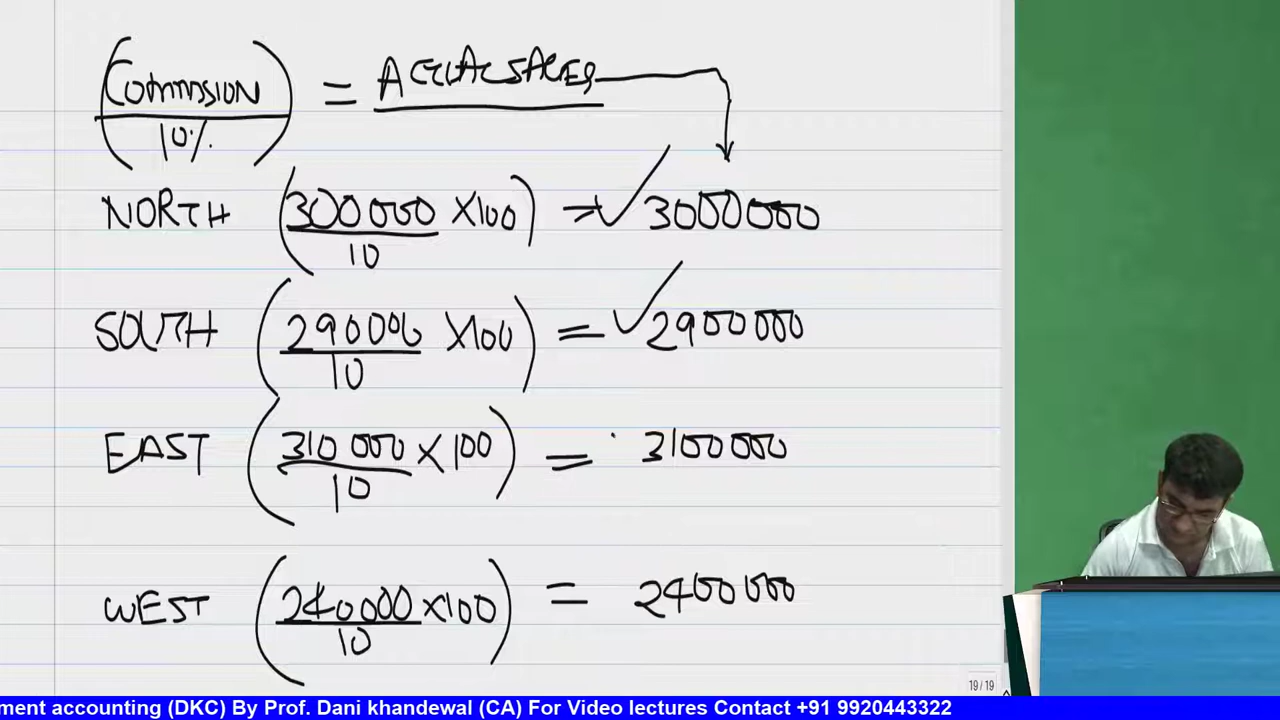 (COMMISSION / 10%) = ACTUAL SALES
NORTH (300000 / 10 X100) = 3000000
SOUTH (290000 / 10 X100) = 2900000
EAST (310000 / 10 X100) = 3100000
WEST (240000 / 10 X100) = 2400000
19/19
ment accounting (DKC) By Prof. Dani khandewal (CA) For Video lectures Contact +91 9920443322